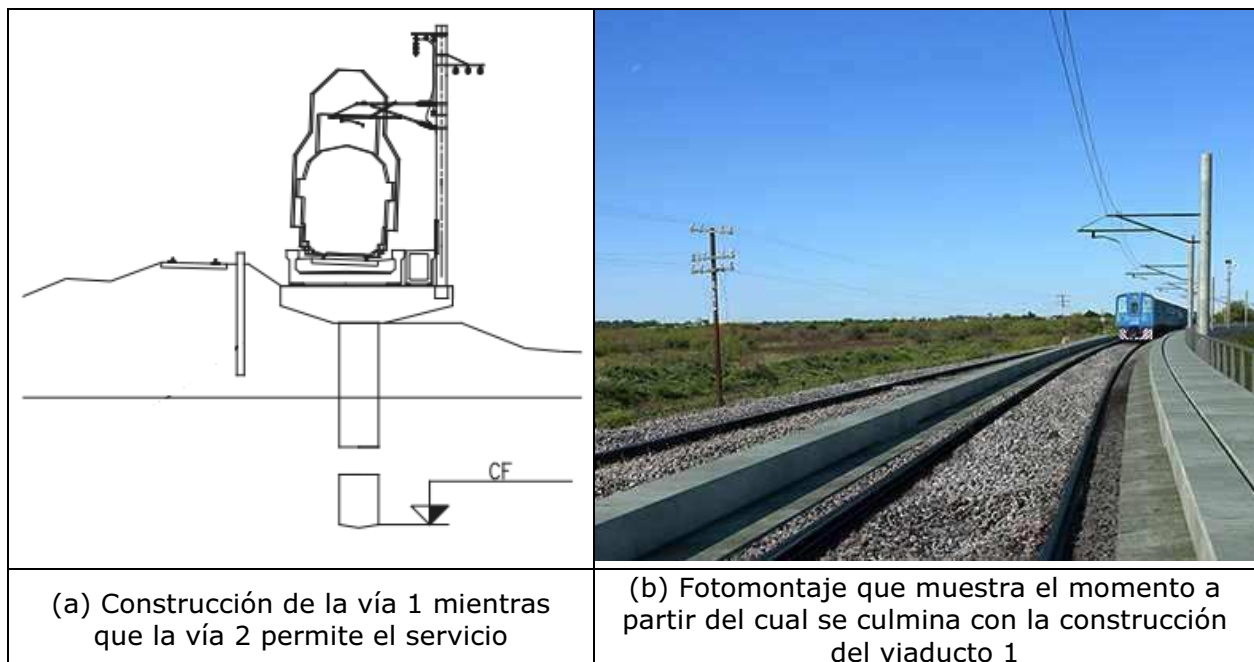 CF
(a) Construcción de la vía 1 mientras
que la vía 2 permite el servicio
(b) Fotomontaje que muestra el momento a
partir del cual se culmina con la construcción
del viaducto 1